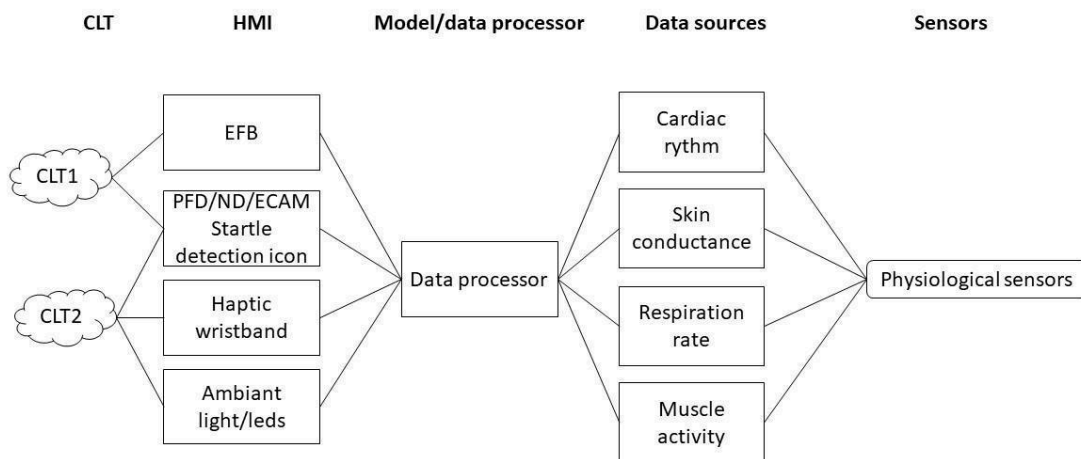 CLT
HMI
Model/data processor
Data sources
Sensors
CLT1
CLT2
EFB
PFD/ND/ECAM
Startle
detection icon
Haptic
wristband
Ambiant
light/leds
Data processor
Cardiac
rythm
Skin
conductance
Respiration
rate
Muscle
activity
Physiological sensors